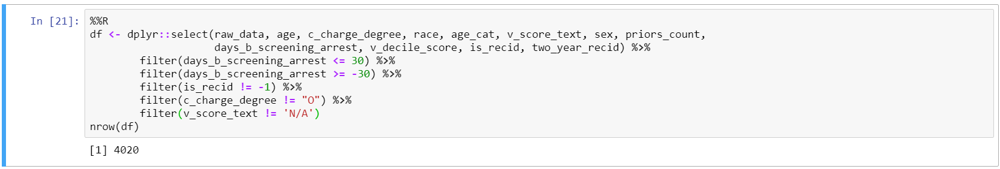 In [21]: %%R
df <- dplyr::select(raw_data, age, c_charge_degree, race, age_cat, v_score_text, sex, priors_count,
                    days_b_screening_arrest, v_decile_score, is_recid, two_year_recid) %>%
        filter(days_b_screening_arrest <= 30) %>%
        filter(days_b_screening_arrest >= -30) %>%
        filter(is_recid != -1) %>%
        filter(c_charge_degree != "O") %>%
        filter(v_score_text != 'N/A')
nrow(df)
[1] 4020